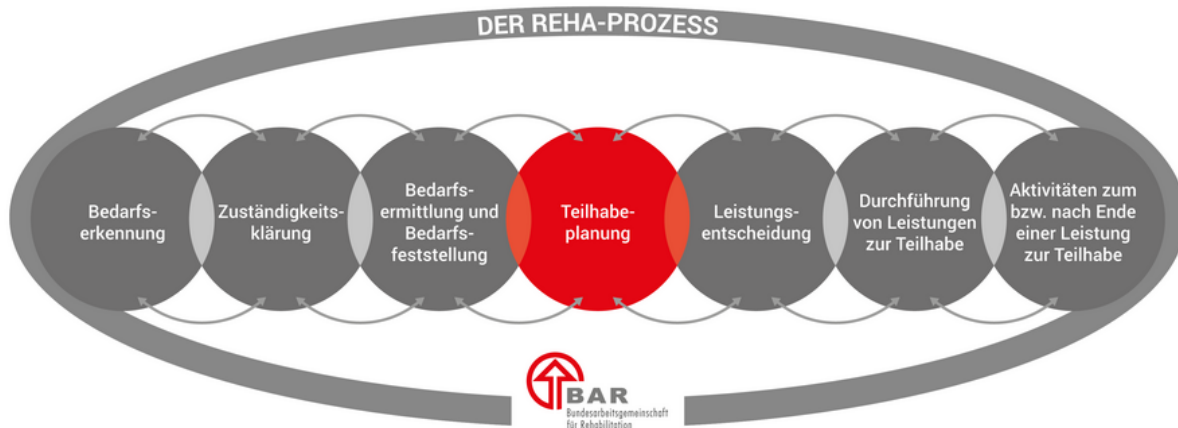 DER REHA-PROZESS
Bedarfs-
erkennung
Zuständigkeits-
klärung
Bedarfs-
ermittlung und
Bedarfs-
feststellung
Teilhabe-
planung
Leistungs-
entscheidung
Durchführung
von Leistungen
zur Teilhabe
Aktivitäten zum
bzw. nach Ende
einer Leistung
zur Teilhabe
BAR
Bundesarbeitsgemeinschaft
für Rehabilitation